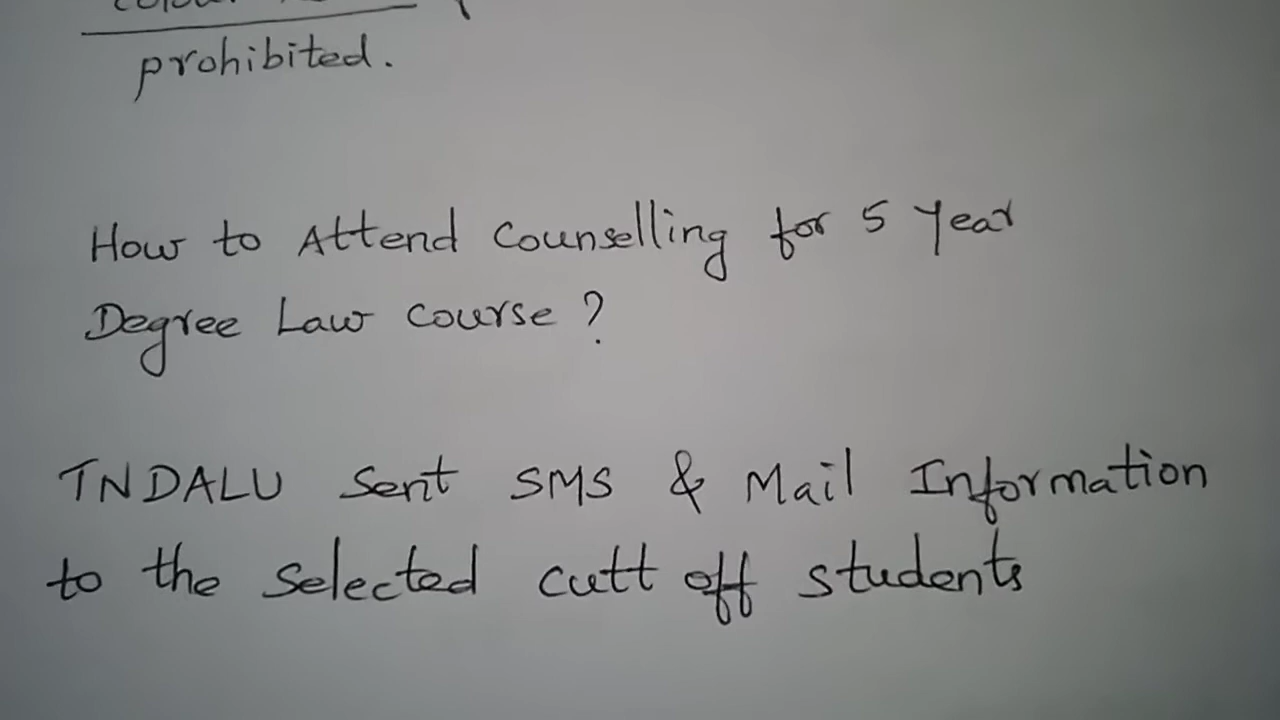 prohibited.
How to Attend Counselling for 5 Year
Degree Law Course ?
TNDALU Sent SMS & Mail Information
to the Selected cutt off students